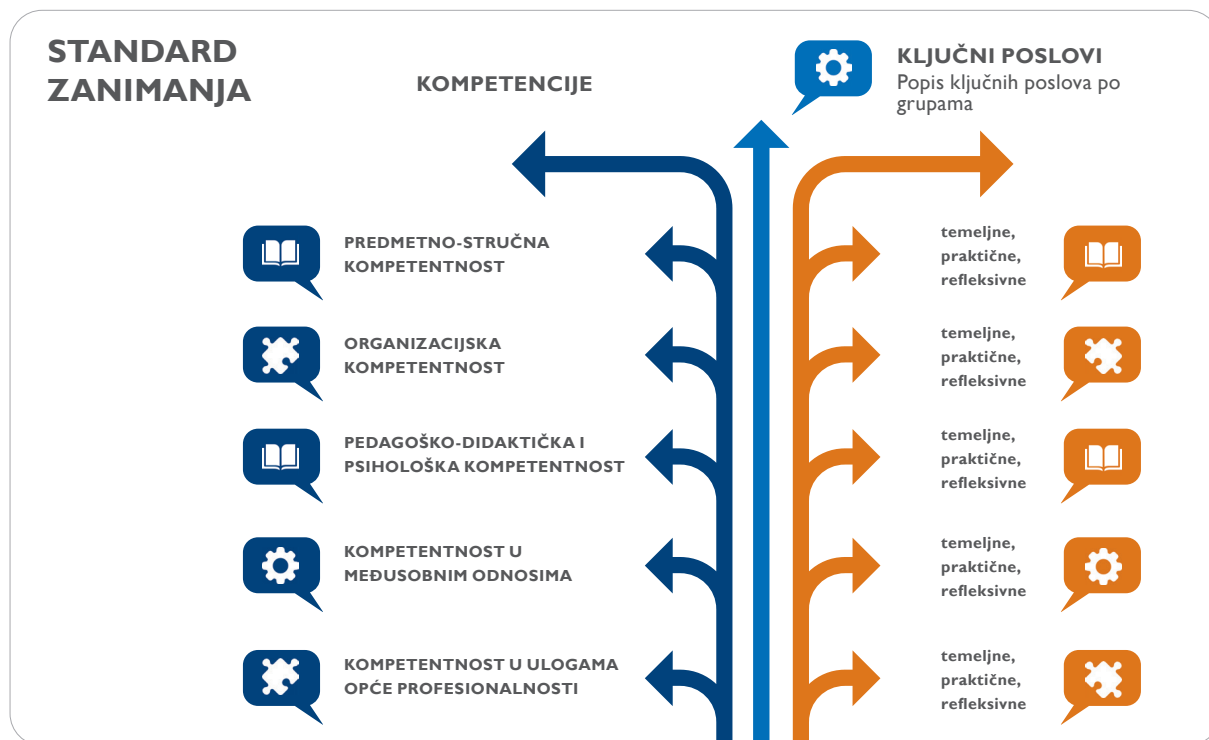 STANDARD
ZANIMANJA
KOMPETENCIJE
KLJUČNI POSLOVI
Popis ključnih poslova po
grupama
PREDMETNO-STRUČNA
KOMPETENTNOST
temeljne,
praktične,
refleksivne
ORGANIZACIJSKA
KOMPETENTNOST
temeljne,
praktične,
refleksivne
PEDAGOŠKO-DIDAKTIČKA I
PSIHOLOŠKA KOMPETENTNOST
temeljne,
praktične,
refleksivne
KOMPETENTNOST U
MEĐUSOBNIM ODNOSIMA
temeljne,
praktične,
refleksivne
KOMPETENTNOST U ULOGAMA
OPĆE PROFESIONALNOSTI
temeljne,
praktične,
refleksivne